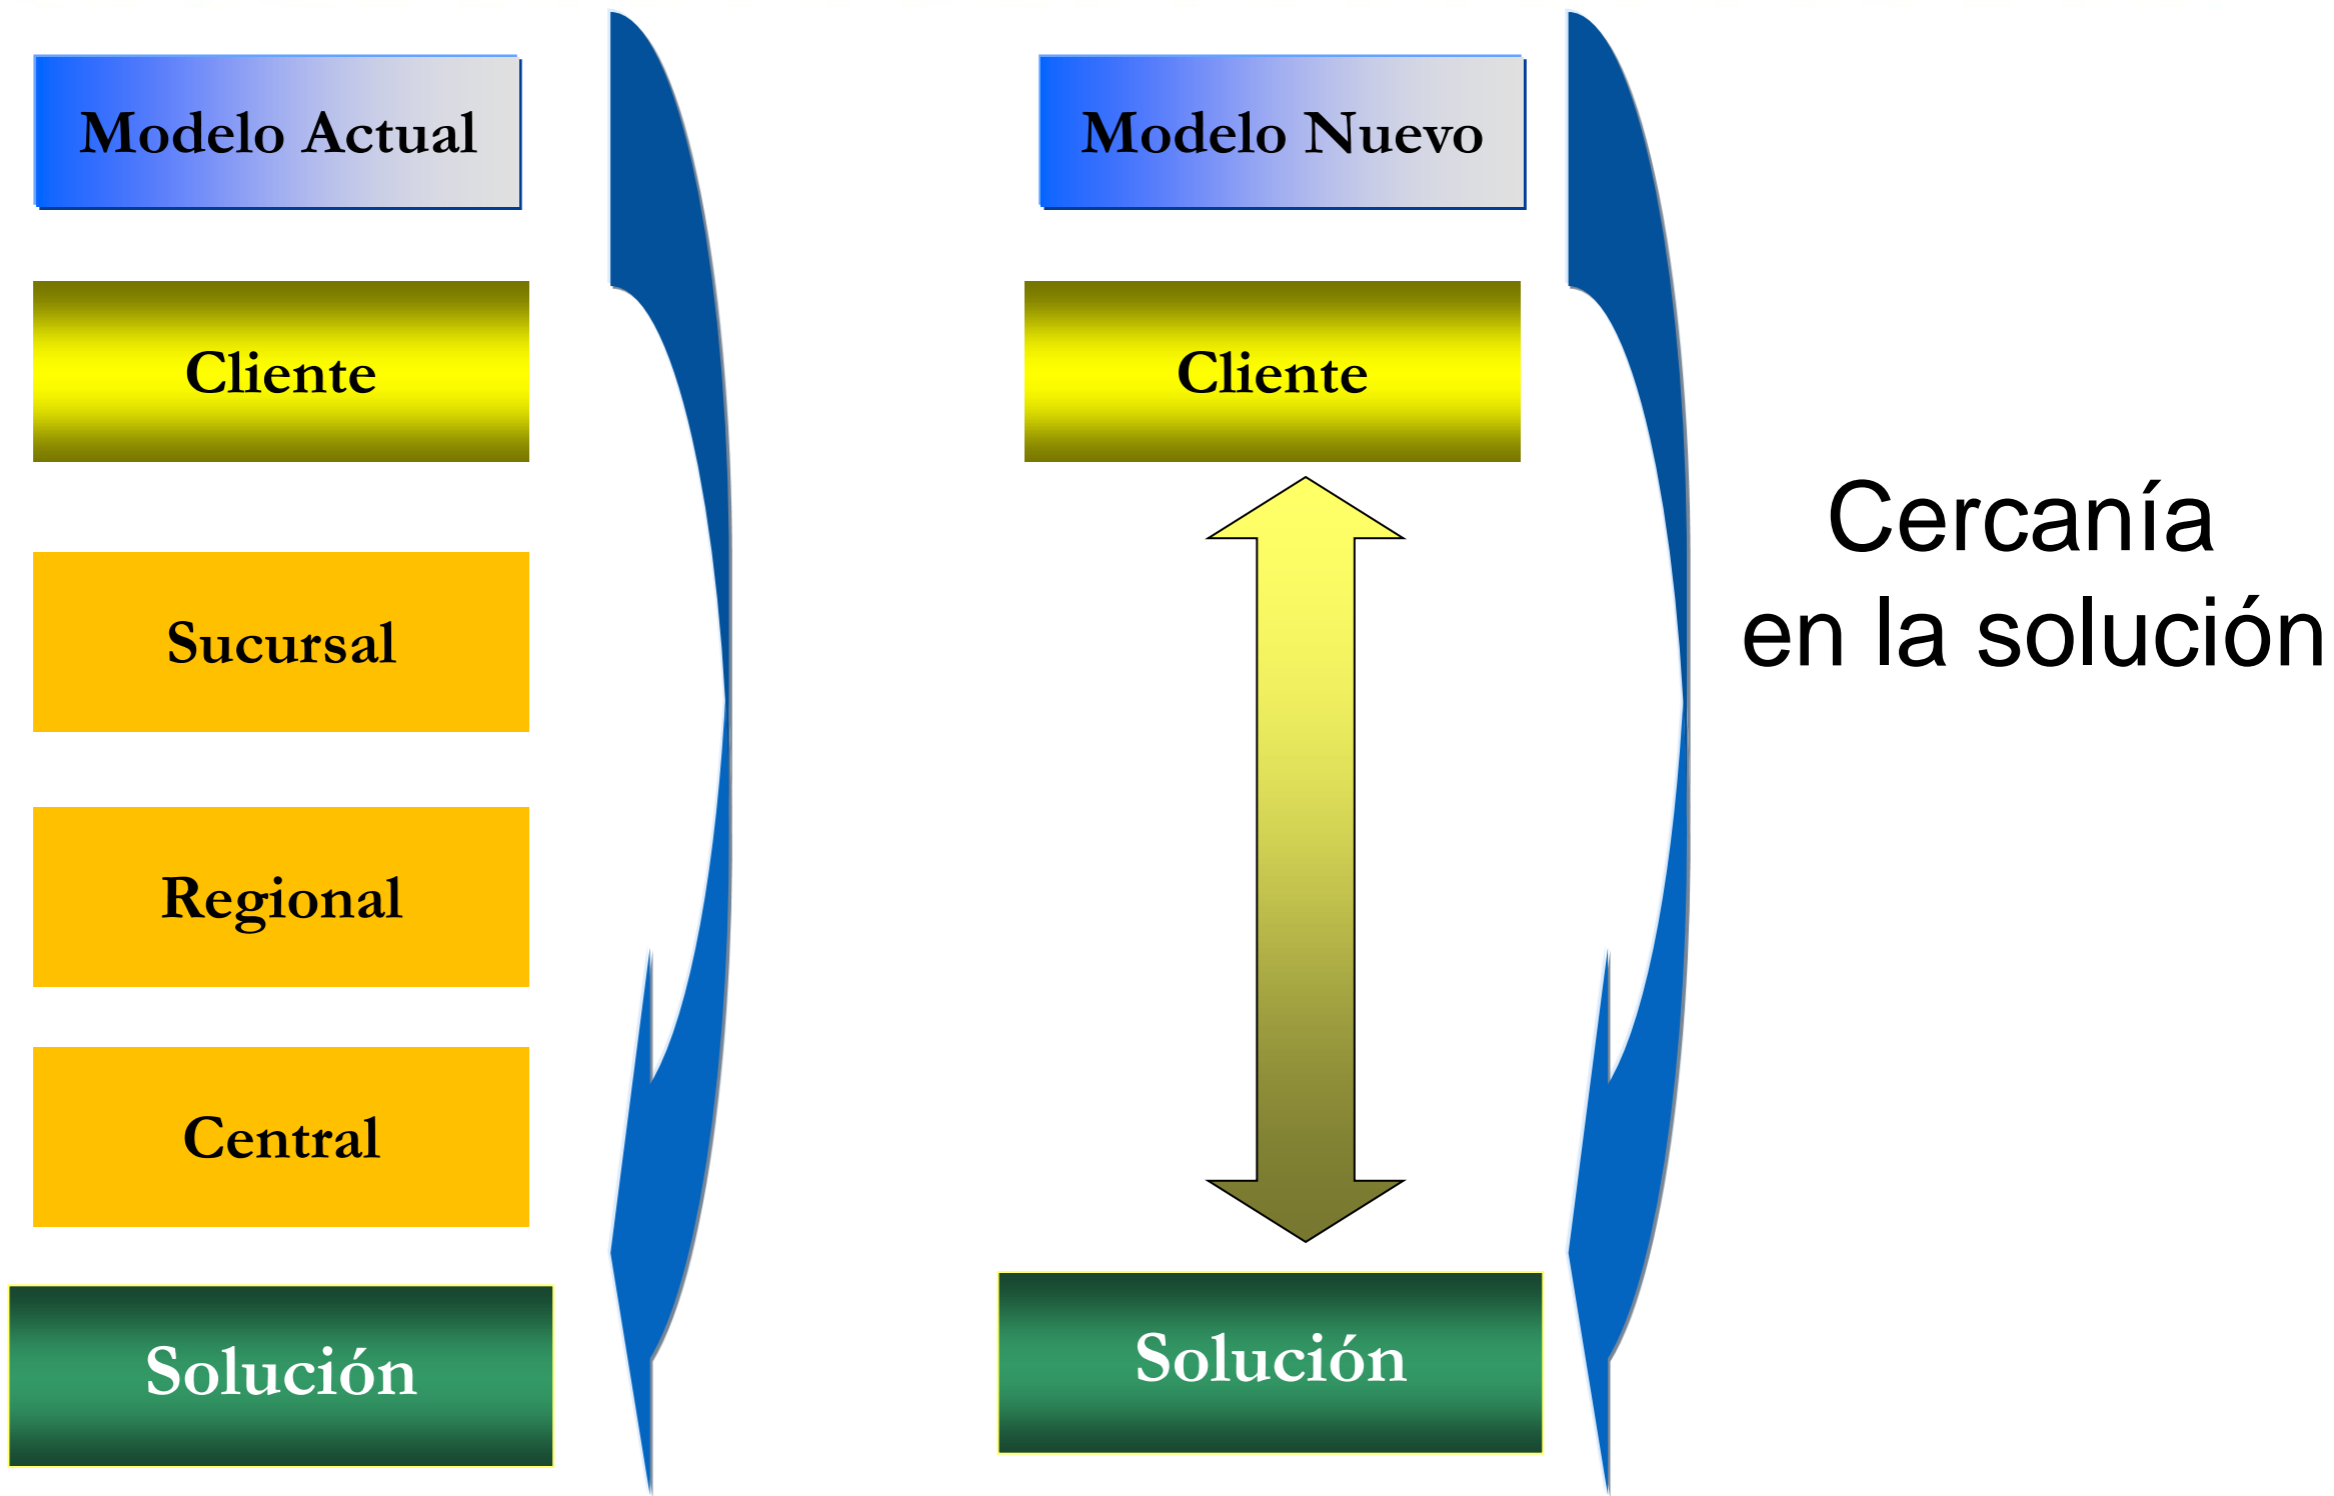 Modelo Actual
Cliente
Sucursal
Regional
Central
Solución
Modelo Nuevo
Cliente
Solución
Cercanía
en la solución